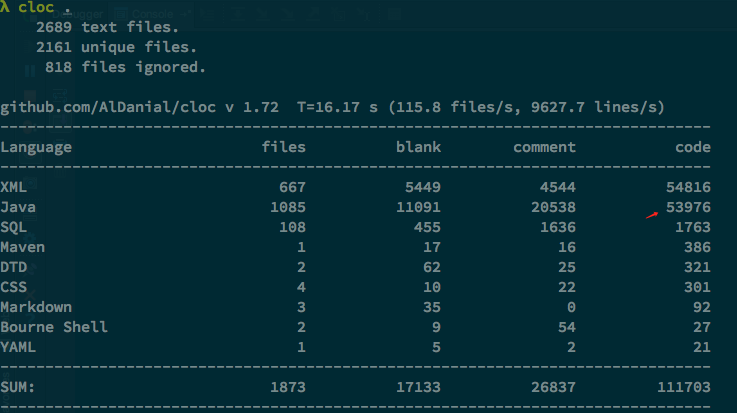 λ cloc .
2689 text files.
2161 unique files.
818 files ignored.
github.com/AlDanial/cloc v 1.72 T=16.17 s (115.8 files/s, 9627.7 lines/s)
-------------------------------------------------------------------------------
Language files blank comment code
-------------------------------------------------------------------------------
XML 667 5449 4544 54816
Java 1085 11091 20538 53976
SQL 108 455 1636 1763
Maven 1 17 16 386
DTD 2 62 25 321
CSS 4 10 22 301
Markdown 3 35 0 92
Bourne Shell 2 9 54 27
YAML 1 5 2 21
-------------------------------------------------------------------------------
SUM: 1873 17133 26837 111703
-------------------------------------------------------------------------------